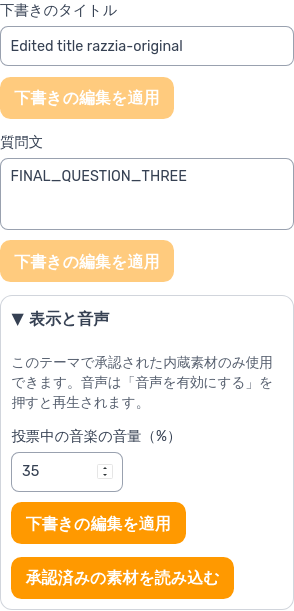 下書きのタイトル
Edited title razzia-original
下書きの編集を適用
質問文
FINAL_QUESTION_THREE
下書きの編集を適用
▼ 表示と音声
このテーマで承認された内蔵素材のみ使用
できます。音声は「音声を有効にする」を
押すと再生されます。
投票中の音楽の音量（%）
35
下書きの編集を適用
承認済みの素材を読み込む